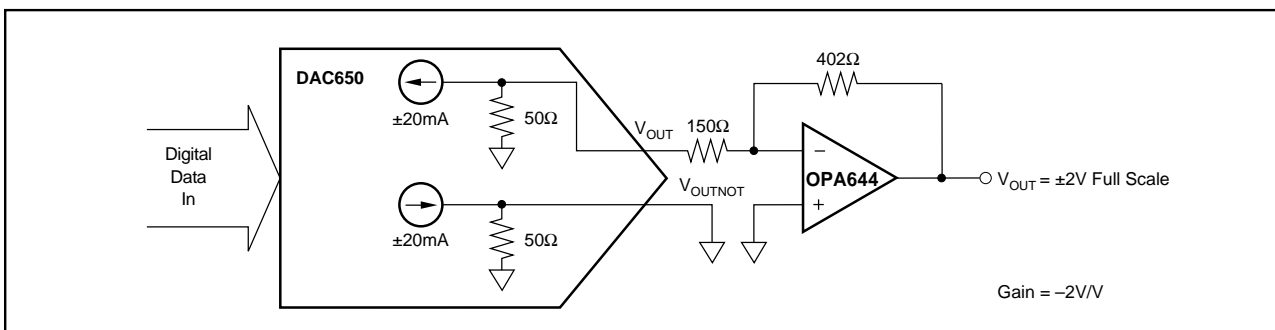 DAC650
±20mA
50Ω
V_OUT
150Ω
402Ω
Digital
Data
In
−
OPA644
+
V_OUT = ±2V Full Scale
V_OUTNOT
±20mA
50Ω
Gain = –2V/V